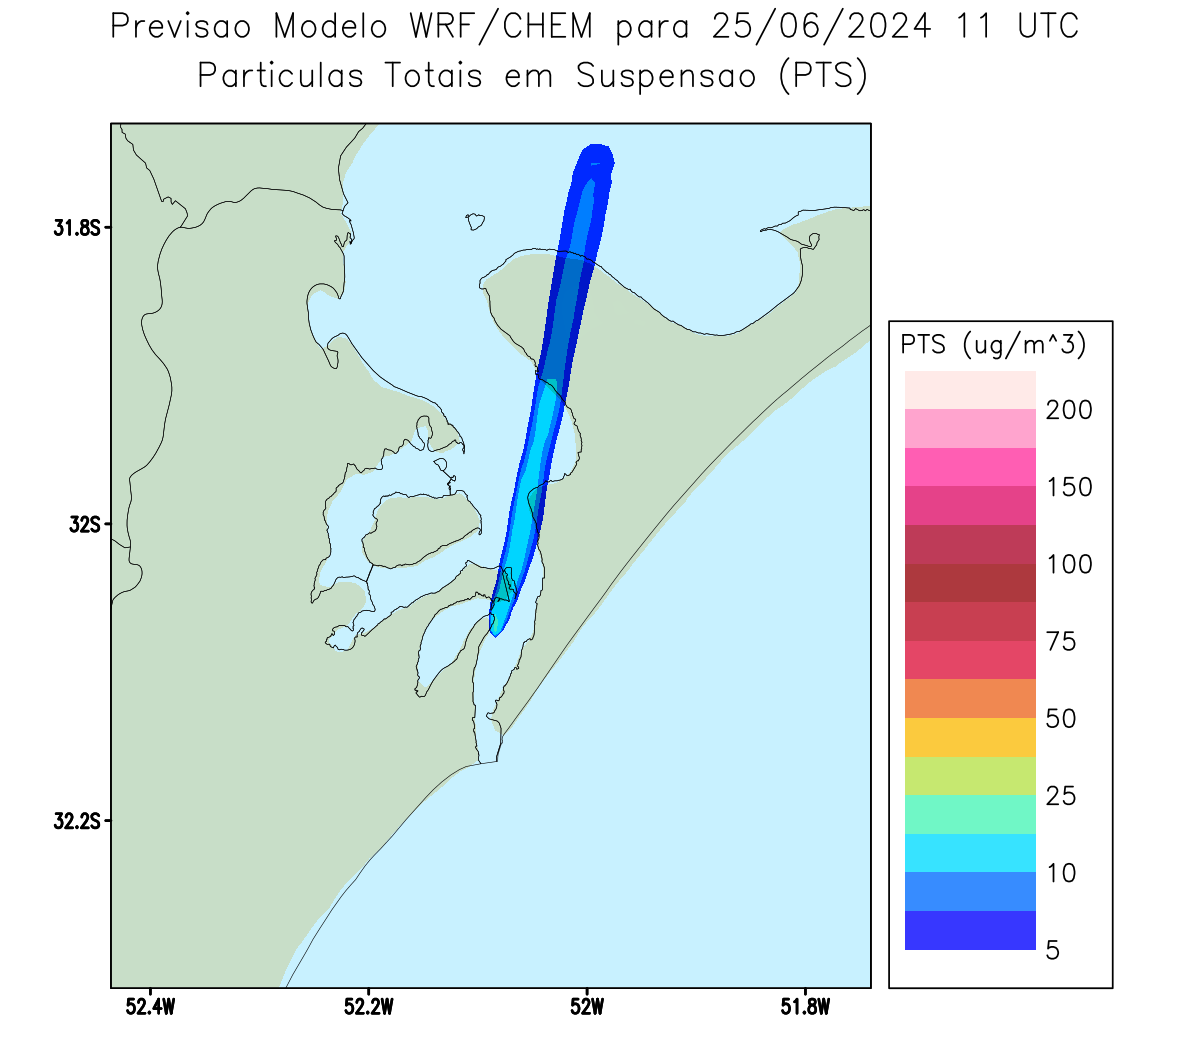 Previsao Modelo WRF/CHEM para 25/06/2024 11 UTC
Particulas Totais em Suspensao (PTS)
31.8S
32S
32.2S
52.4W
52.2W
52W
51.8W
PTS (ug/m^3)
200
150
100
75
50
25
10
5